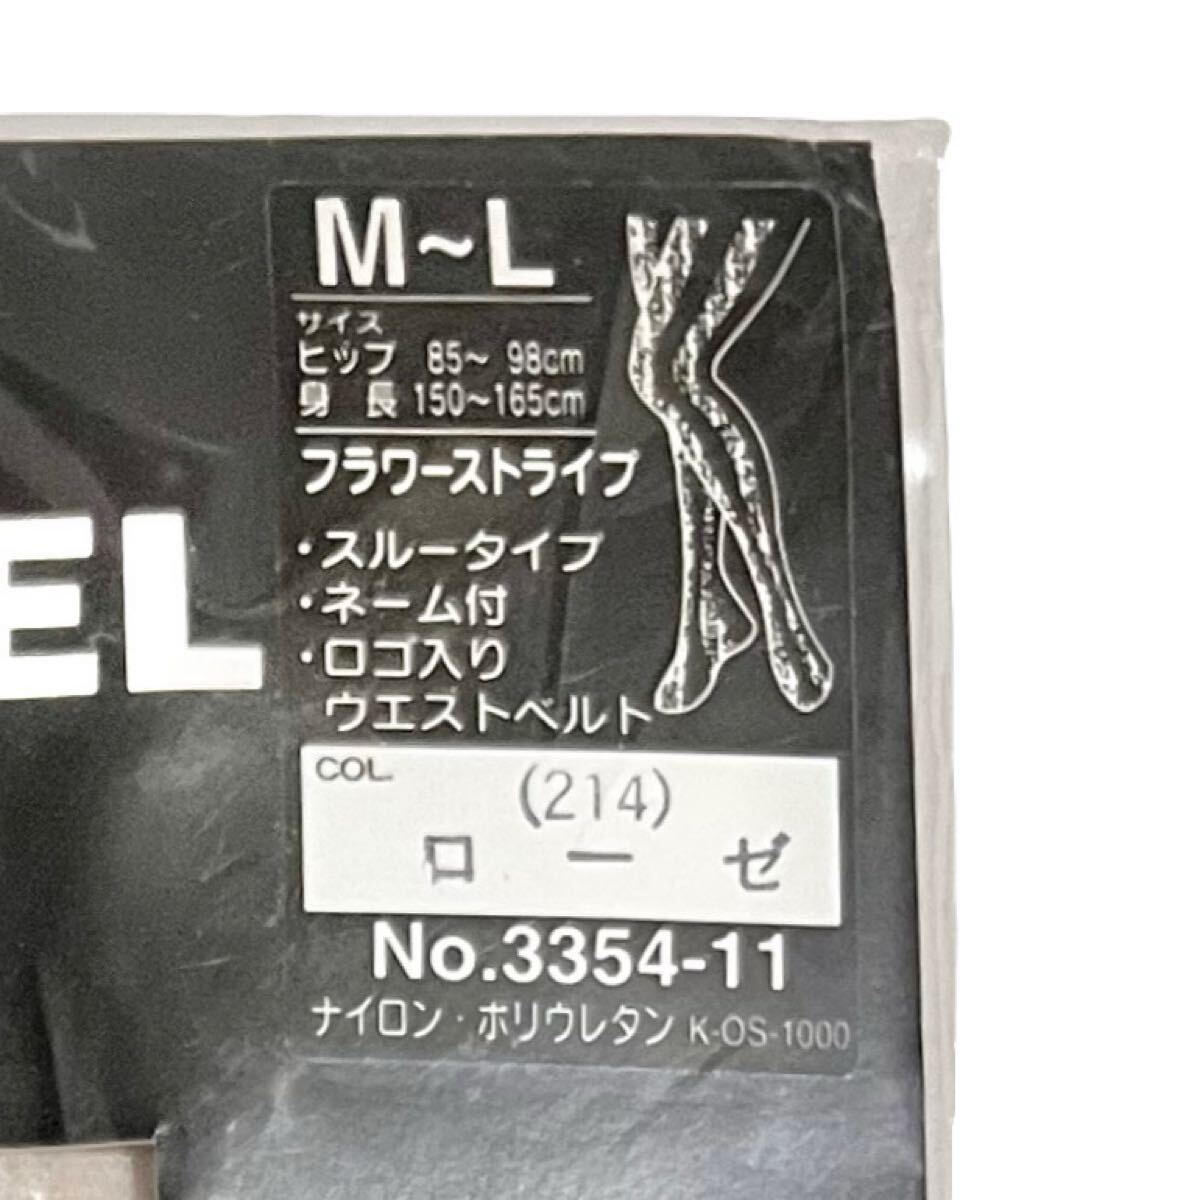 EL
M~L
サイズ
ヒップ 85~ 98cm
身 長 150~165cm
フラワーストライプ
・スルータイプ
・ネーム付
・ロゴ入り
ウエストベルト
COL.
(214)
ローゼ
No.3354-11
ナイロン・ポリウレタン K-OS-1000